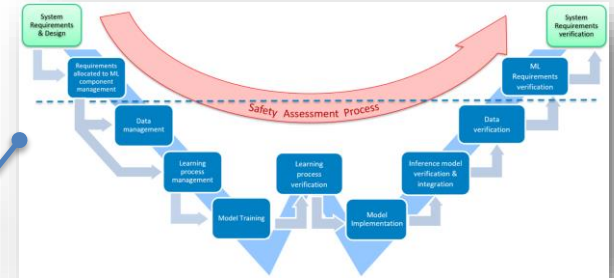 System
Requirements
& Design
System
Requirements
verification
Requirements
allocated to ML
component
management
ML
Requirements
verification
Safety Assessment Process
Data
management
Data
verification
Learning
process
management
Learning
process
verification
Inference model
verification &
integration
Model Training
Model
Implementation